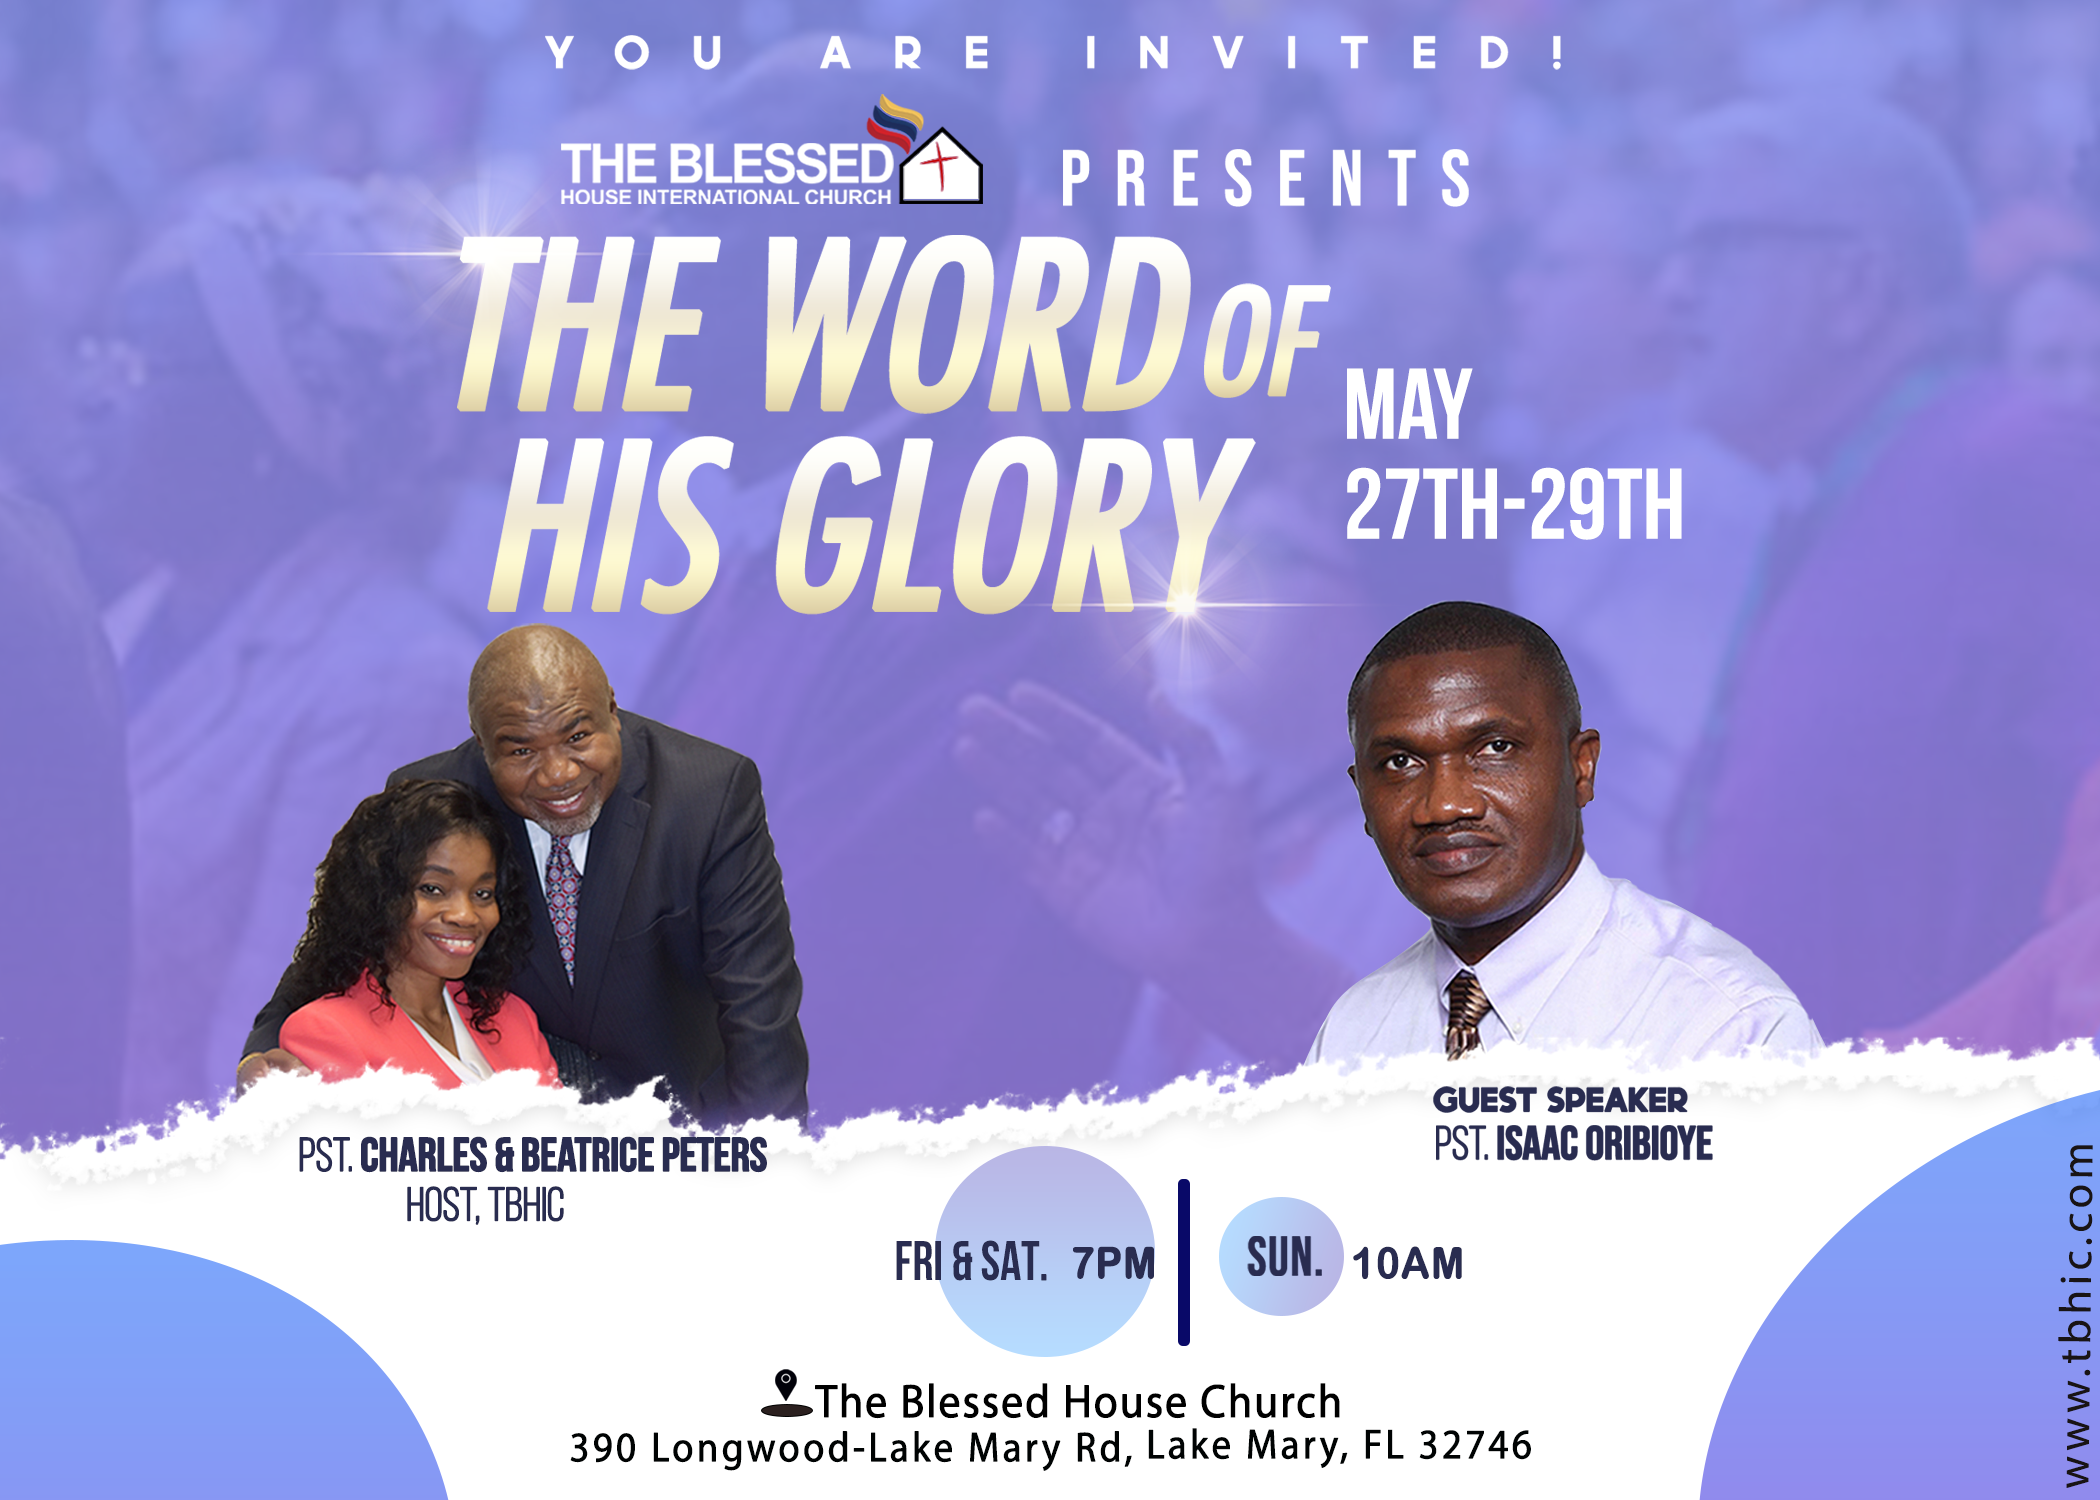 YOU ARE INVITED!
THE BLESSED
HOUSE INTERNATIONAL CHURCH
PRESENTS
THE WORD OF
HIS GLORY
MAY
27TH-29TH
PST. CHARLES & BEATRICE PETERS
HOST, TBHIC
GUEST SPEAKER
PST. ISAAC ORIBIOYE
FRI & SAT. 7PM
SUN. 10AM
The Blessed House Church
390 Longwood-Lake Mary Rd, Lake Mary, FL 32746
www.tbhic.com